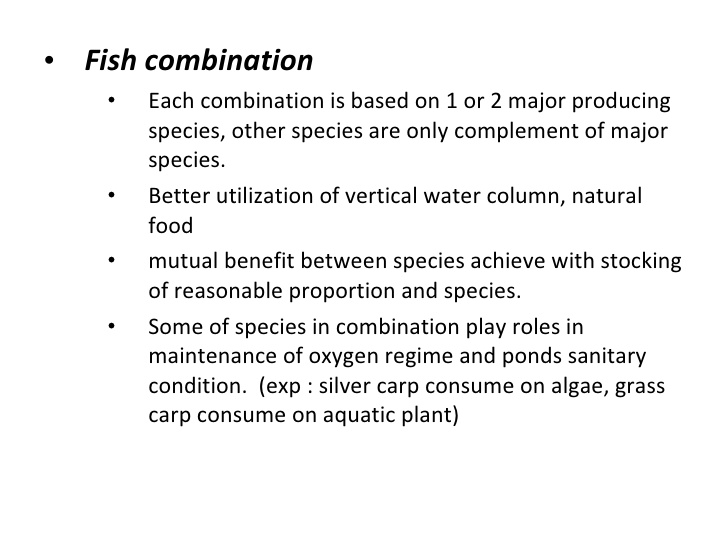 • Fish combination
• Each combination is based on 1 or 2 major producing
species, other species are only complement of major
species.
• Better utilization of vertical water column, natural
food
• mutual benefit between species achieve with stocking
of reasonable proportion and species.
• Some of species in combination play roles in
maintenance of oxygen regime and ponds sanitary
condition.  (exp : silver carp consume on algae, grass
carp consume on aquatic plant)